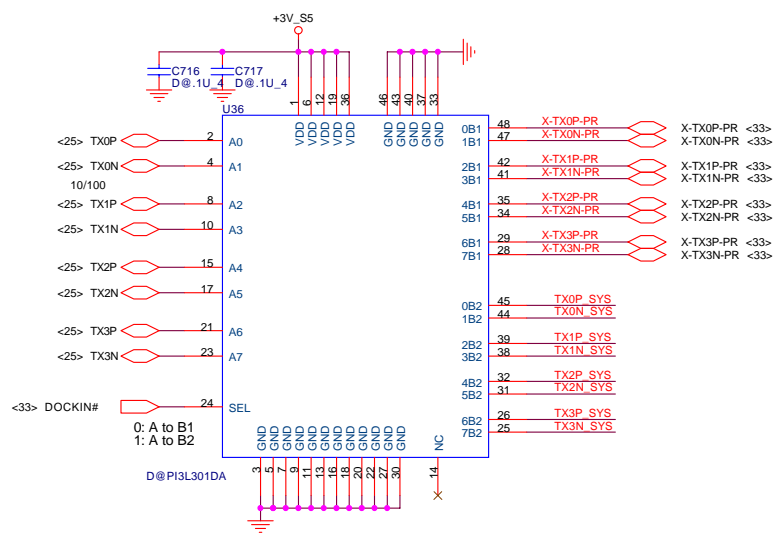 +3V_S5
C716
D@.1U_4
C717
D@.1U_4
U36
1 6 12 19 36
VDD VDD VDD VDD VDD
46 43 40 37 33
GND GND GND GND GND
<25> TX0P 2 A0
<25> TX0N 4 A1
10/100
<25> TX1P 8 A2
<25> TX1N 10 A3
<25> TX2P 15 A4
<25> TX2N 17 A5
<25> TX3P 21 A6
<25> TX3N 23 A7
<33> DOCKIN# 24 SEL
0: A to B1
1: A to B2
0B1 48 X-TX0P-PR X-TX0P-PR <33>
1B1 47 X-TX0N-PR X-TX0N-PR <33>
2B1 42 X-TX1P-PR X-TX1P-PR <33>
3B1 41 X-TX1N-PR X-TX1N-PR <33>
4B1 35 X-TX2P-PR X-TX2P-PR <33>
5B1 34 X-TX2N-PR X-TX2N-PR <33>
6B1 29 X-TX3P-PR X-TX3P-PR <33>
7B1 28 X-TX3N-PR X-TX3N-PR <33>
0B2 45 TX0P_SYS
1B2 44 TX0N_SYS
2B2 39 TX1P_SYS
3B2 38 TX1N_SYS
4B2 32 TX2P_SYS
5B2 31 TX2N_SYS
6B2 26 TX3P_SYS
7B2 25 TX3N_SYS
GND GND GND GND GND GND GND GND GND GND GND GND NC
3 5 7 9 11 13 16 18 20 22 27 30 14
D@PI3L301DA